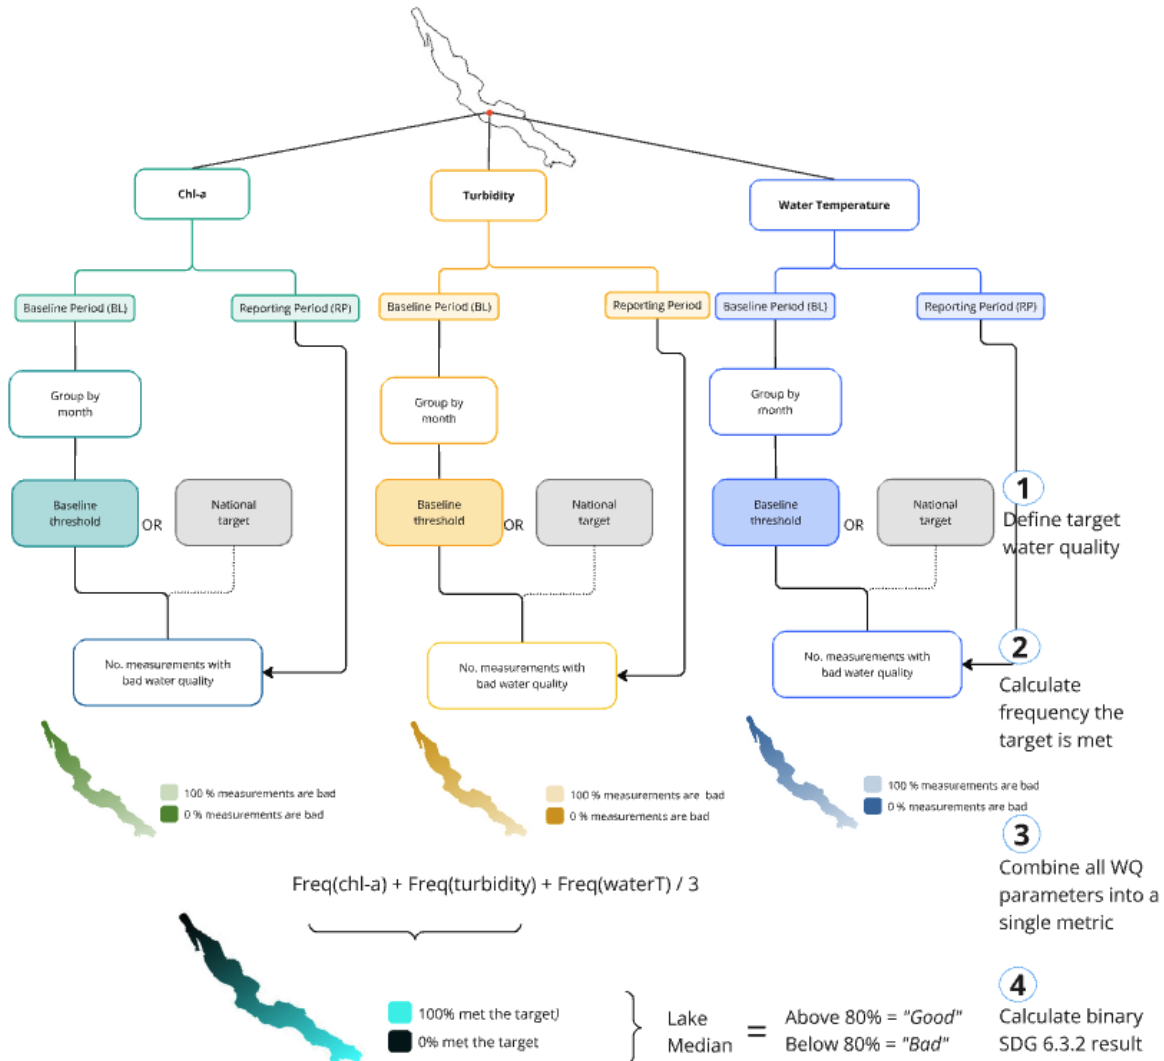 Chl-a
Turbidity
Water Temperature
Baseline Period (BL)
Reporting Period (RP)
Baseline Period (BL)
Reporting Period
Baseline Period (BL)
Reporting Period (RP)
Group by
month
Group by
month
Group by
month
Baseline
threshold
OR
National
target
Baseline
threshold
OR
National
target
Baseline
threshold
OR
National
target
1
Define target
water quality
No. measurements with
bad water quality
No. measurements with
bad water quality
No. measurements with
bad water quality
2
Calculate
frequency the
target is met
100 % measurements are bad
0 % measurements are bad
100 % measurements are bad
0 % measurements are bad
100 % measurements are bad
0 % measurements are bad
3
Combine all WQ
parameters into a
single metric
Freq(chl-a) + Freq(turbidity) + Freq(waterT) / 3
100% met the target)
0% met the target
Lake
Median
=
Above 80% = "Good"
Below 80% = "Bad"
4
Calculate binary
SDG 6.3.2 result